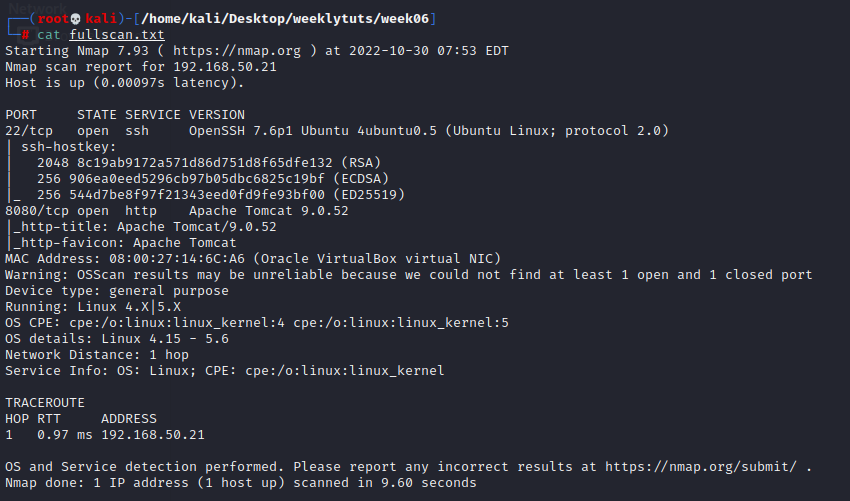 Network
┌──(root💀kali)-[/home/kali/Desktop/weeklytuts/week06]
└─# cat fullscan.txt
Starting Nmap 7.93 ( https://nmap.org ) at 2022-10-30 07:53 EDT
Nmap scan report for 192.168.50.21
Host is up (0.00097s latency).
PORT     STATE SERVICE VERSION
22/tcp   open  ssh     OpenSSH 7.6p1 Ubuntu 4ubuntu0.5 (Ubuntu Linux; protocol 2.0)
| ssh-hostkey:
|   2048 8c19ab9172a571d86d751d8f65dfe132 (RSA)
|   256 906ea0eed5296cb97b05dbc6825c19bf (ECDSA)
|_  256 544d7be8f97f21343eed0fd9fe93bf00 (ED25519)
8080/tcp open  http    Apache Tomcat 9.0.52
|_http-title: Apache Tomcat/9.0.52
|_http-favicon: Apache Tomcat
MAC Address: 08:00:27:14:6C:A6 (Oracle VirtualBox virtual NIC)
Warning: OSScan results may be unreliable because we could not find at least 1 open and 1 closed port
Device type: general purpose
Running: Linux 4.X|5.X
OS CPE: cpe:/o:linux:linux_kernel:4 cpe:/o:linux:linux_kernel:5
OS details: Linux 4.15 - 5.6
Network Distance: 1 hop
Service Info: OS: Linux; CPE: cpe:/o:linux:linux_kernel
TRACEROUTE
HOP RTT     ADDRESS
1   0.97 ms 192.168.50.21
OS and Service detection performed. Please report any incorrect results at https://nmap.org/submit/ .
Nmap done: 1 IP address (1 host up) scanned in 9.60 seconds